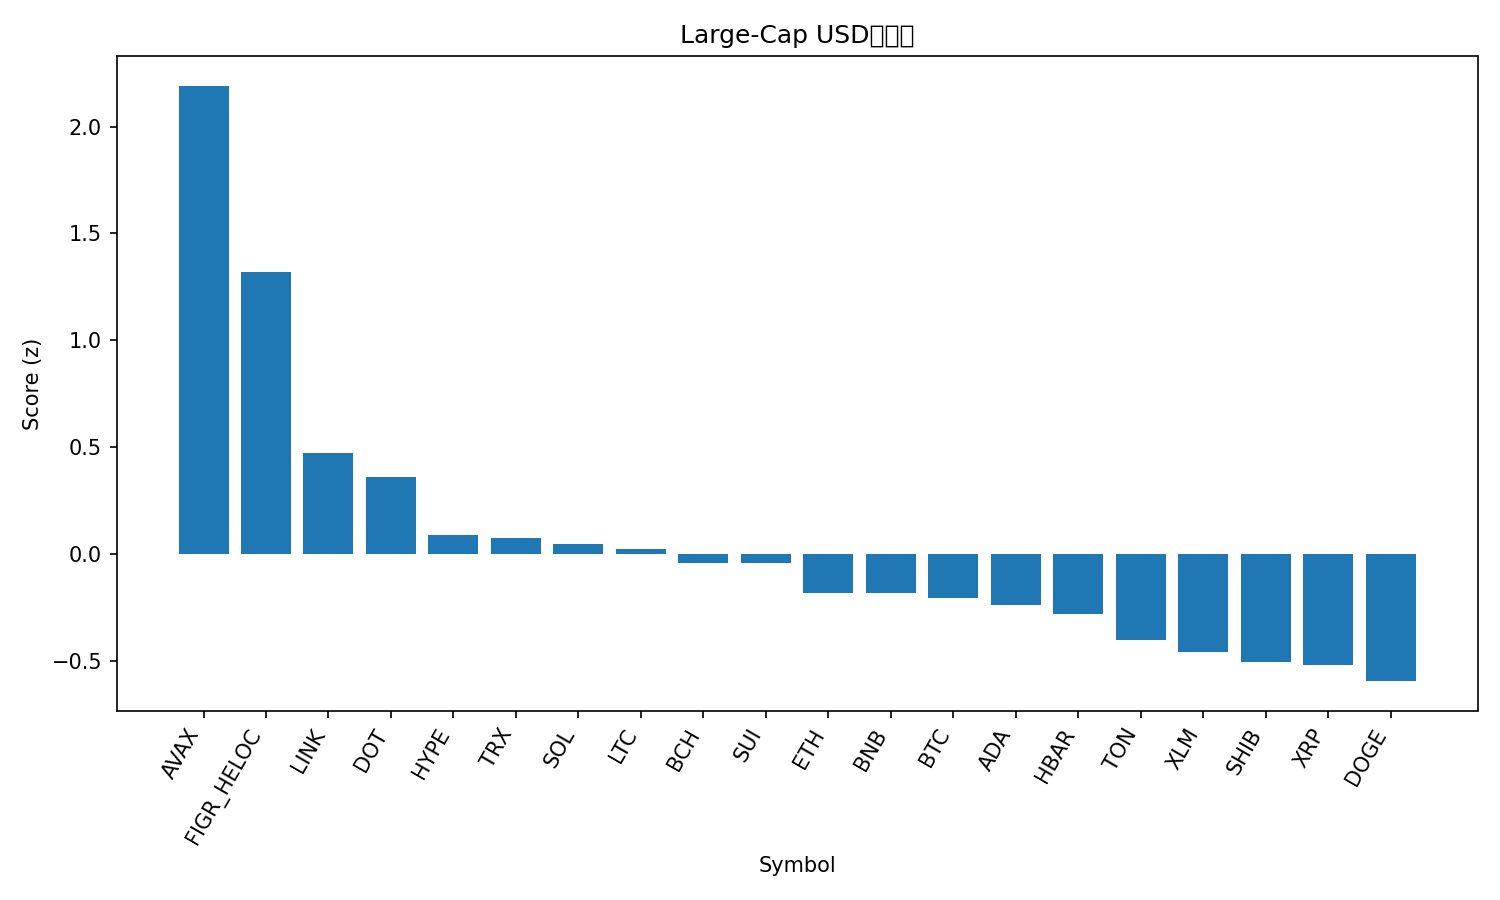 Large-Cap USD
Score (z)
2.0
1.5
1.0
0.5
0.0
−0.5
AVAX
FIGR_HELOC
LINK
DOT
HYPE
TRX
SOL
LTC
BCH
SUI
ETH
BNB
BTC
ADA
HBAR
TON
XLM
SHIB
XRP
DOGE
Symbol